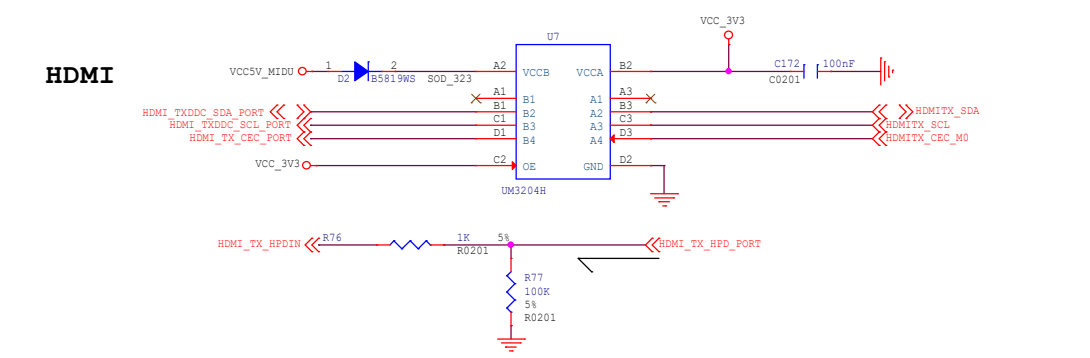 VCC_3V3
U7
HDMI
VCC5V_MIDU 1 2 A2 VCCB VCCA B2 C172 100nF
D2 B5819WS SOD_323 C0201
A1 B1 A1 A3
HDMI_TXDDC_SDA_PORT B1 B2 A2 B3 HDMITX_SDA
HDMI_TXDDC_SCL_PORT C1 B3 A3 C3 HDMITX_SCL
HDMI_TX_CEC_PORT D1 B4 A4 D3 HDMITX_CEC_M0
VCC_3V3 C2 OE GND D2
UM3204H
HDMI_TX_HPDIN R76 1K 5% HDMI_TX_HPD_PORT
R0201
R77
100K
5%
R0201